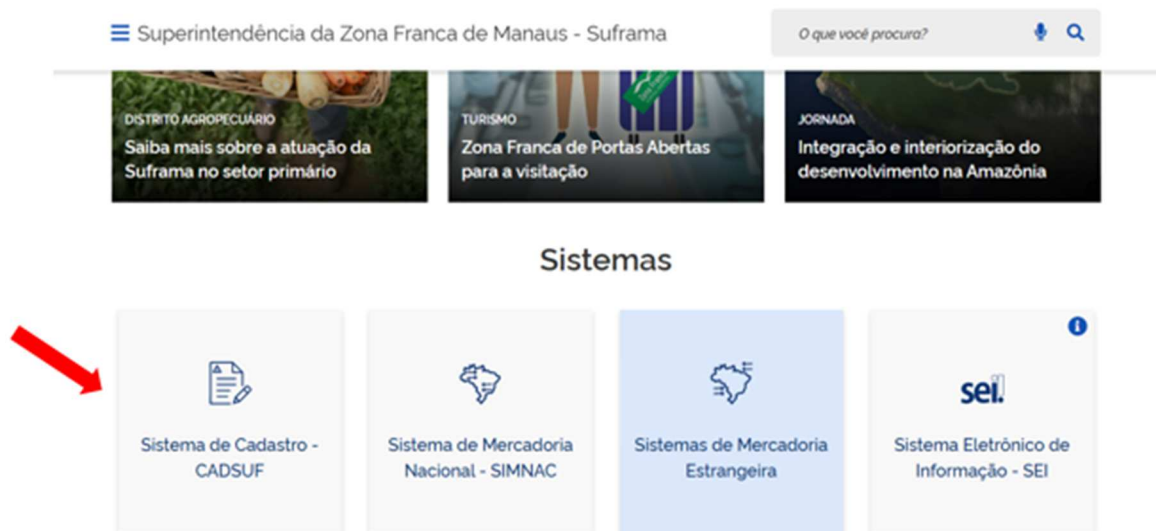 Superintendência da Zona Franca de Manaus - Suframa
O que você procura?
DISTRITO AGROPECUÁRIO
Saiba mais sobre a atuação da
Suframa no setor primário
TURISMO
Zona Franca de Portas Abertas
para a visitação
JORNADA
Integração e interiorização do
desenvolvimento na Amazônia
Sistemas
Sistema de Cadastro -
CADSUF
Sistema de Mercadoria
Nacional - SIMNAC
Sistemas de Mercadoria
Estrangeira
sei!
Sistema Eletrônico de
Informação - SEI